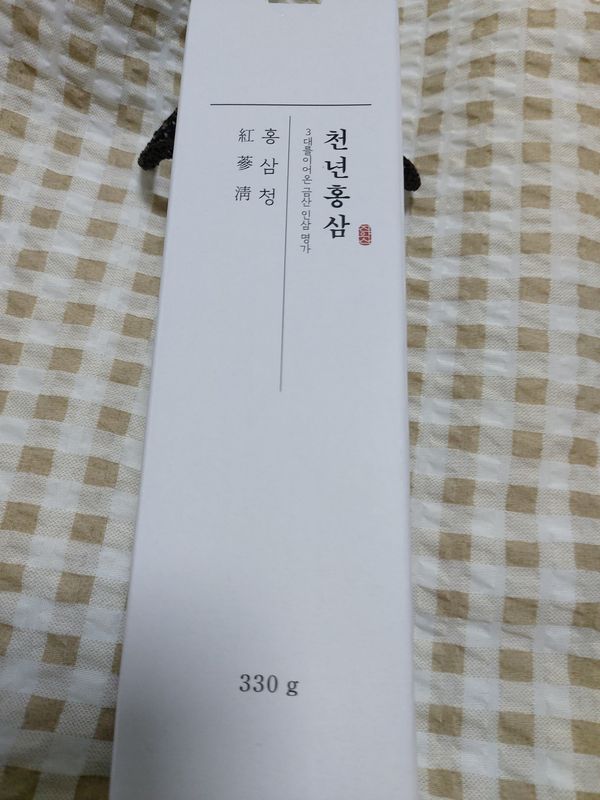 천년홍삼
3대를이어온 금산 인삼 명가
홍삼청
紅蔘淸
330 g